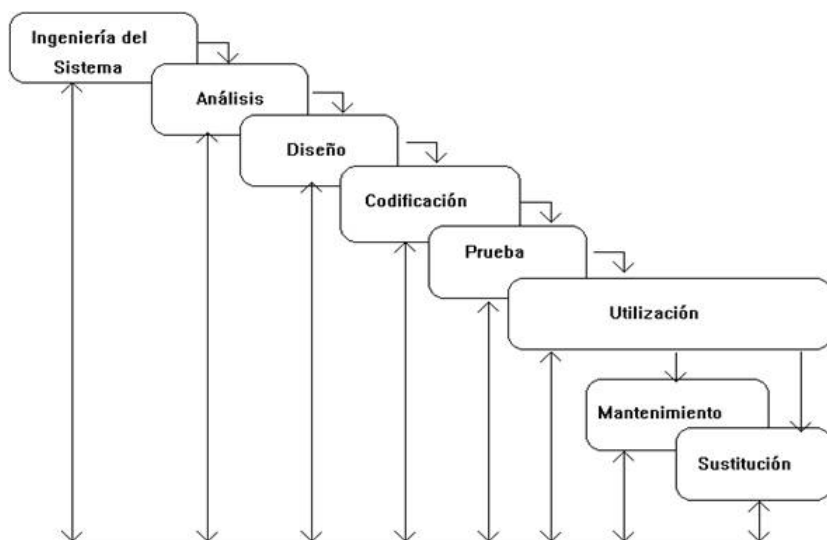 Ingeniería del
Sistema
Análisis
Diseño
Codificación
Prueba
Utilización
Mantenimiento
Sustitución